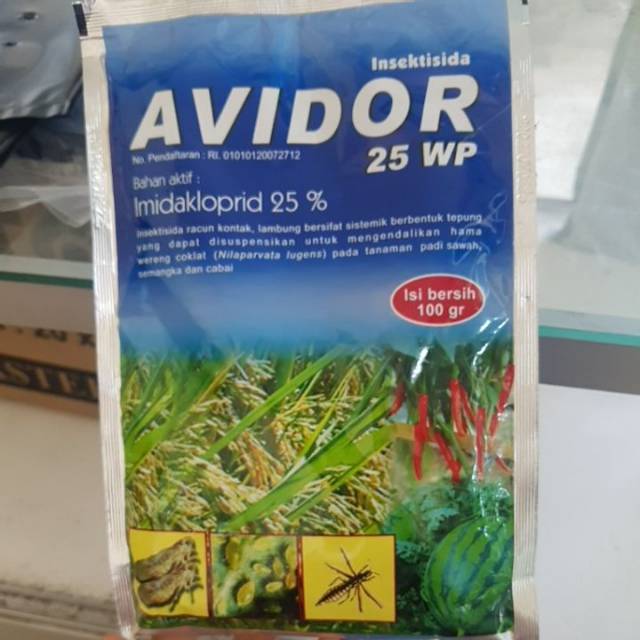 Insektisida
AVIDOR
25 WP
No. Pendaftaran : RI. 01010120072712
Bahan aktif :
Imidakloprid 25 %
Insektisida racun kontak, lambung bersifat sistemik berbentuk tepung
yang dapat disuspensikan untuk mengendalikan hama
wereng coklat (Nilaparvata lugens) pada tanaman padi sawah,
semangka dan cabai
Isi bersih
100 gr